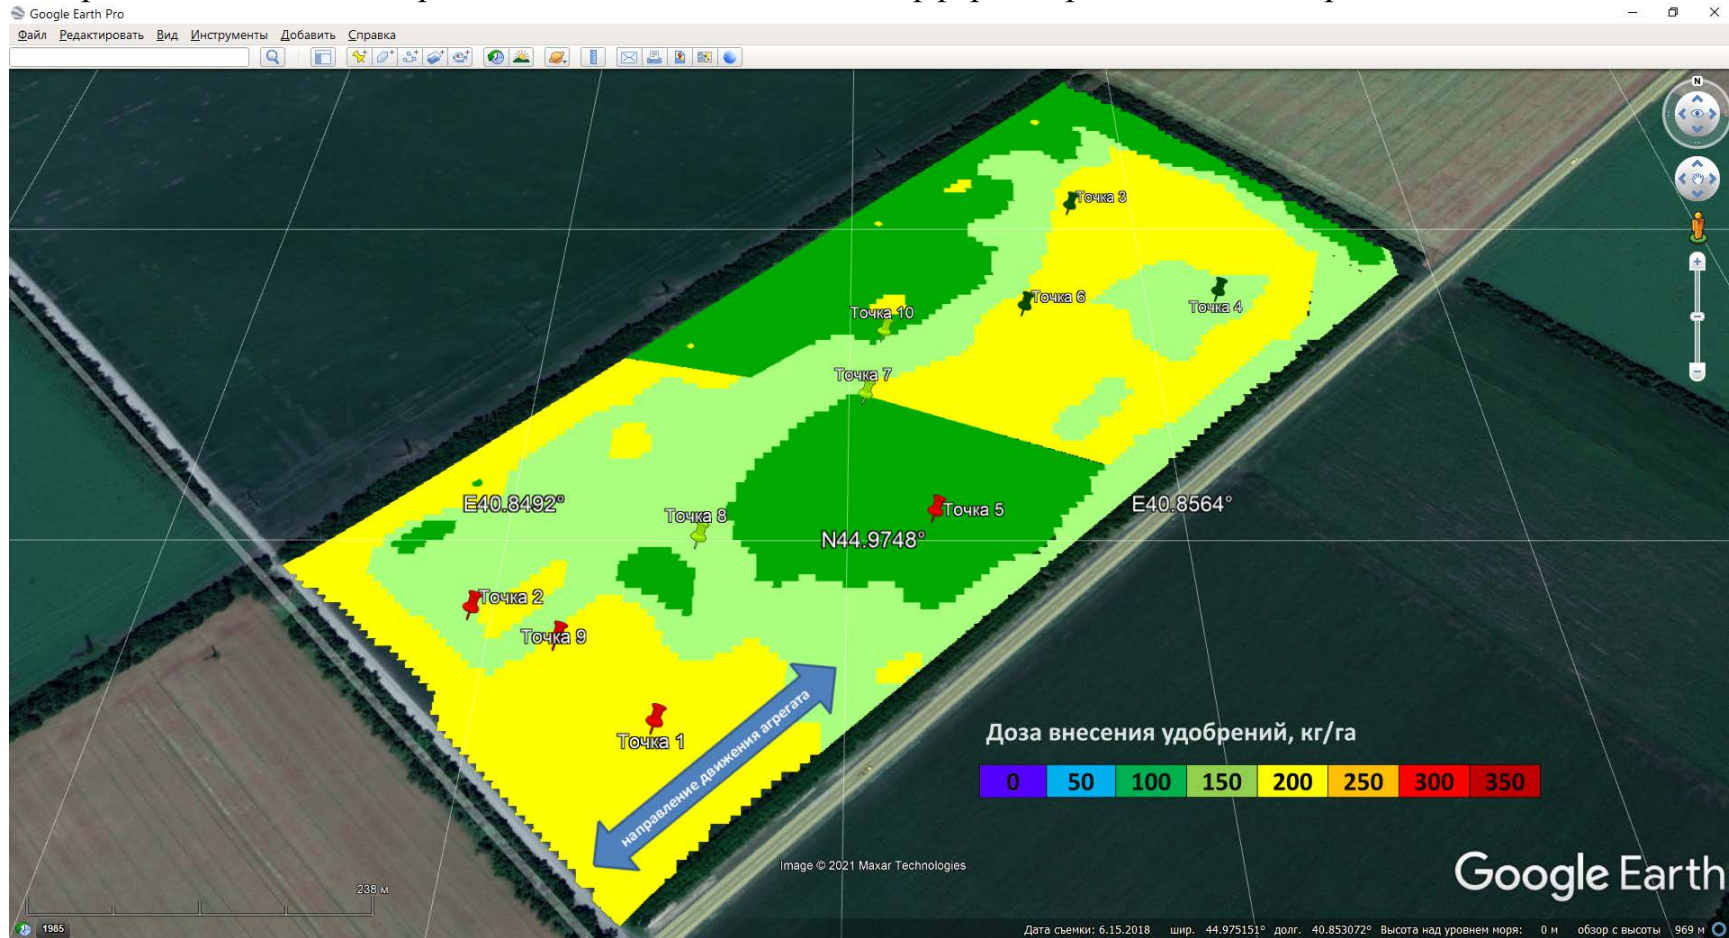 Google Earth Pro
Файл Редактировать Вид Инструменты Добавить Справка
N
Точка 3
Точка 6
Точка 4
Точка 10
Точка 7
E40.8492°
E40.8564°
Точка 8
Точка 5
N44.9748°
Точка 2
Точка 9
Точка 1
направление движения агрегата
Доза внесения удобрений, кг/га
0 50 100 150 200 250 300 350
Image © 2021 Maxar Technologies
Google Earth
238 м
1985
Дата съемки: 6.15.2018 шир. 44.975151° долг. 40.853072° Высота над уровнем моря: 0 м обзор с высоты 969 м